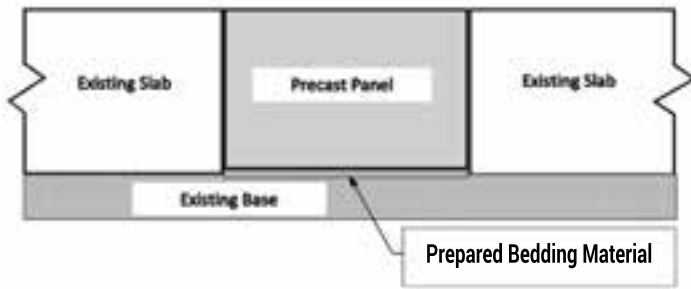 Existing Slab
Precast Panel
Existing Slab
Existing Base
Prepared Bedding Material